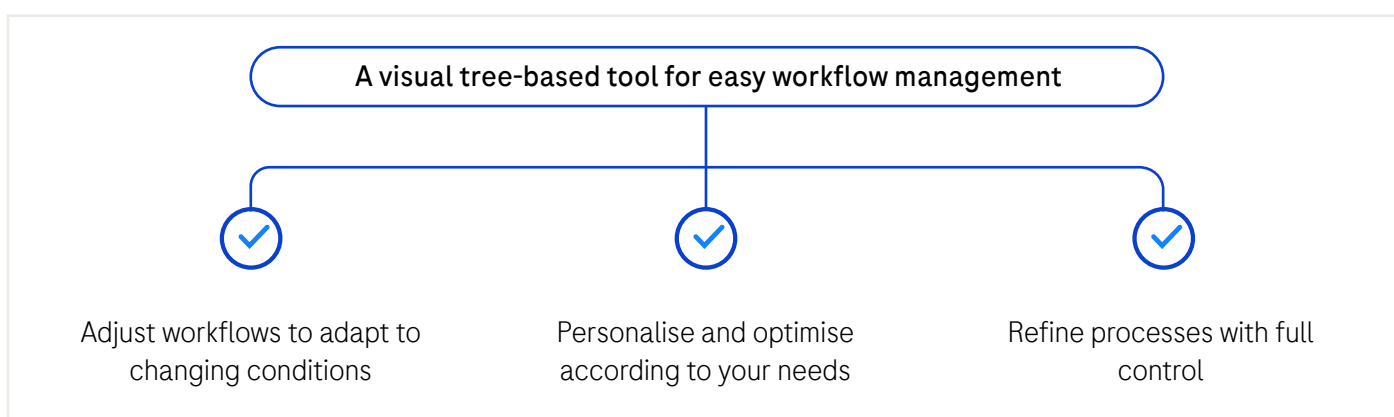 A visual tree-based tool for easy workflow management
Adjust workflows to adapt to
changing conditions
Personalise and optimise
according to your needs
Refine processes with full
control